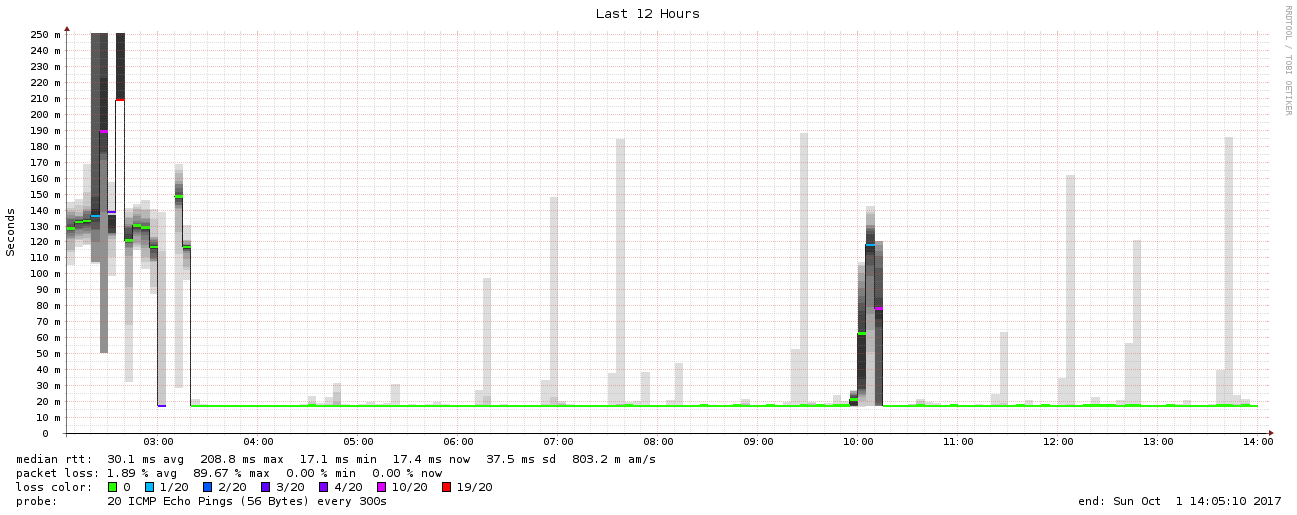 Last 12 Hours
RRDTOOL / TOBI OETIKER
Seconds
250 m
240 m
230 m
220 m
210 m
200 m
190 m
180 m
170 m
160 m
150 m
140 m
130 m
120 m
110 m
100 m
90 m
80 m
70 m
60 m
50 m
40 m
30 m
20 m
10 m
0
03:00 04:00 05:00 06:00 07:00 08:00 09:00 10:00 11:00 12:00 13:00 14:00
median rtt: 30.1 ms avg 208.8 ms max 17.1 ms min 17.4 ms now 37.5 ms sd 803.2 m am/s
packet loss: 1.89 % avg 89.67 % max 0.00 % min 0.00 % now
loss color: 0 1/20 2/20 3/20 4/20 10/20 19/20
probe: 20 ICMP Echo Pings (56 Bytes) every 300s end: Sun Oct 1 14:05:10 2017